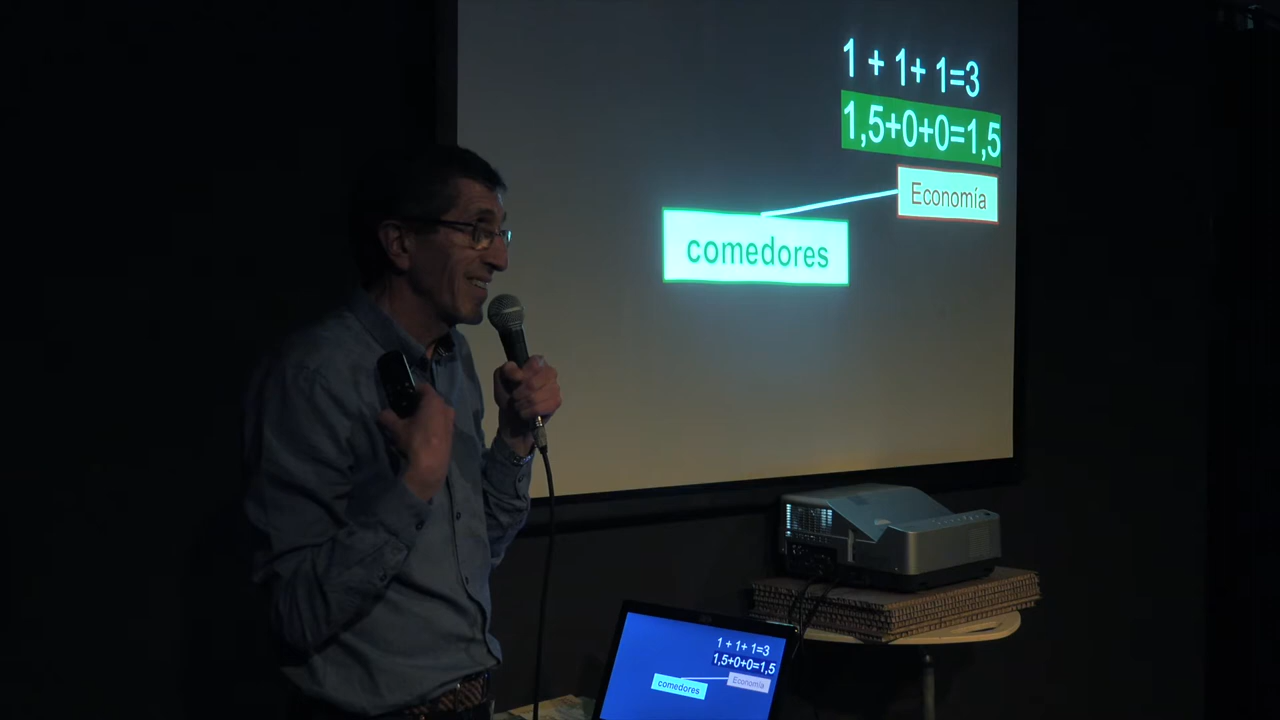 1 + 1+ 1=3
1,5+0+0=1,5
Economía
comedores
1 + 1+ 1=3
1,5+0+0=1,5
comedores
Economía